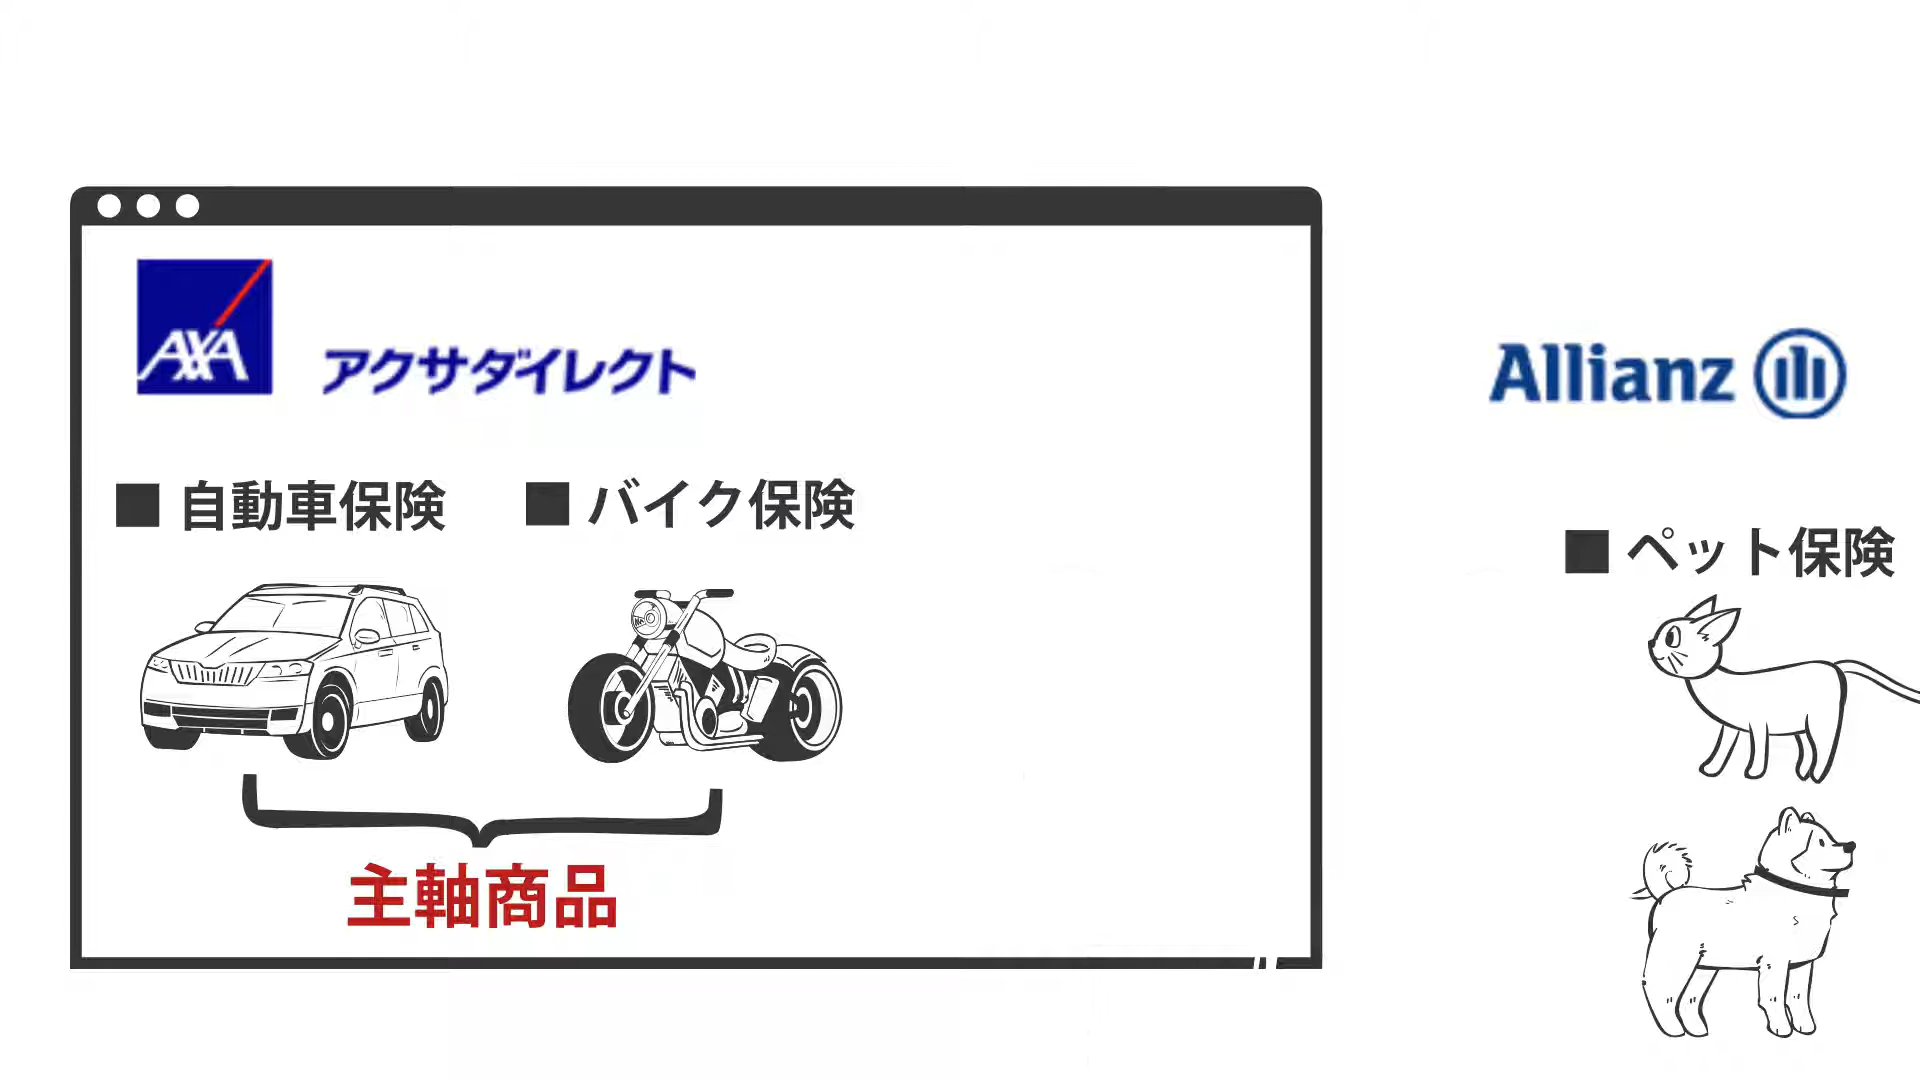 AXA
アクサダイレクト
Allianz
■ 自動車保険
■ バイク保険
■ ペット保険
主軸商品